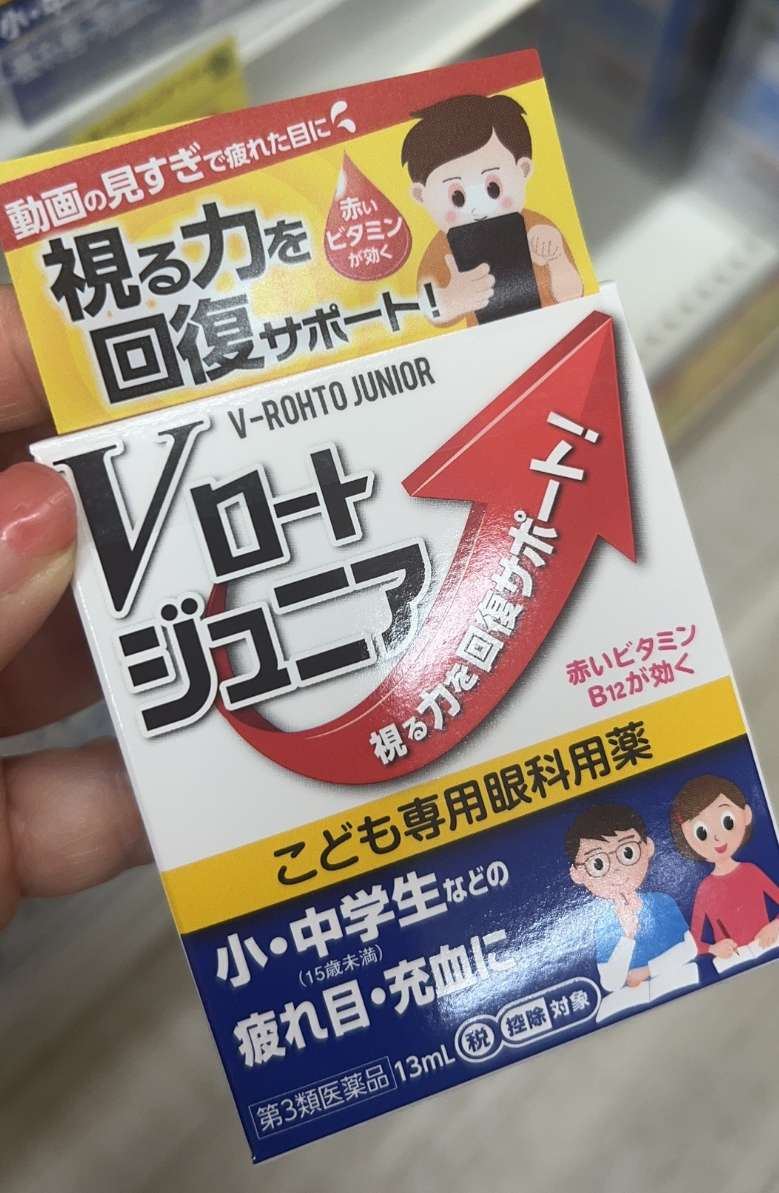 動画の見すぎで疲れた目に
視る力を
回復サポート!
赤い
ビタミン
が効く
V-ROHTO JUNIOR
Vロート
ジュニア
視る力を回復サポート!
赤いビタミン
B12が効く
こども専用眼科用薬
小・中学生などの
(15歳未満)
疲れ目・充血に
第3類医薬品 13mL 税 控除 対象